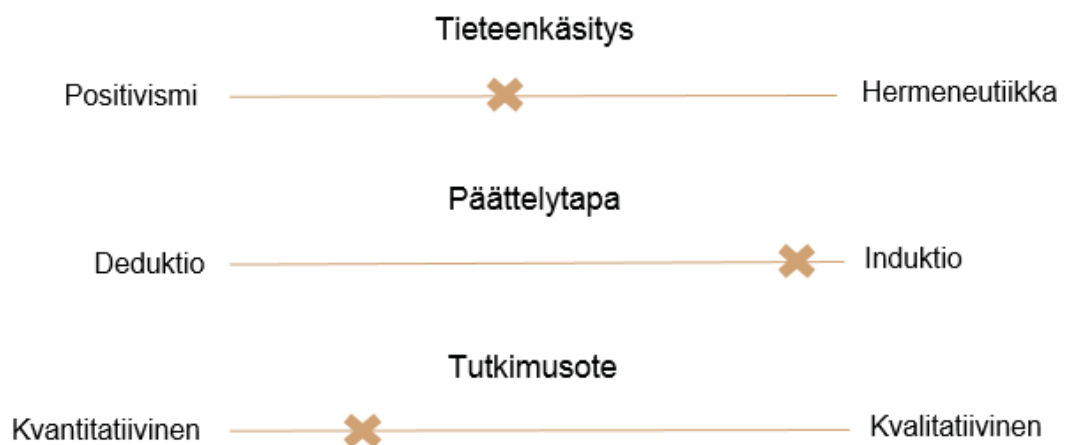 Tieteenkäsitys
Positivismi
Hermeneutiikka
Päättelytapa
Deduktio
Induktio
Tutkimusote
Kvantitatiivinen
Kvalitatiivinen